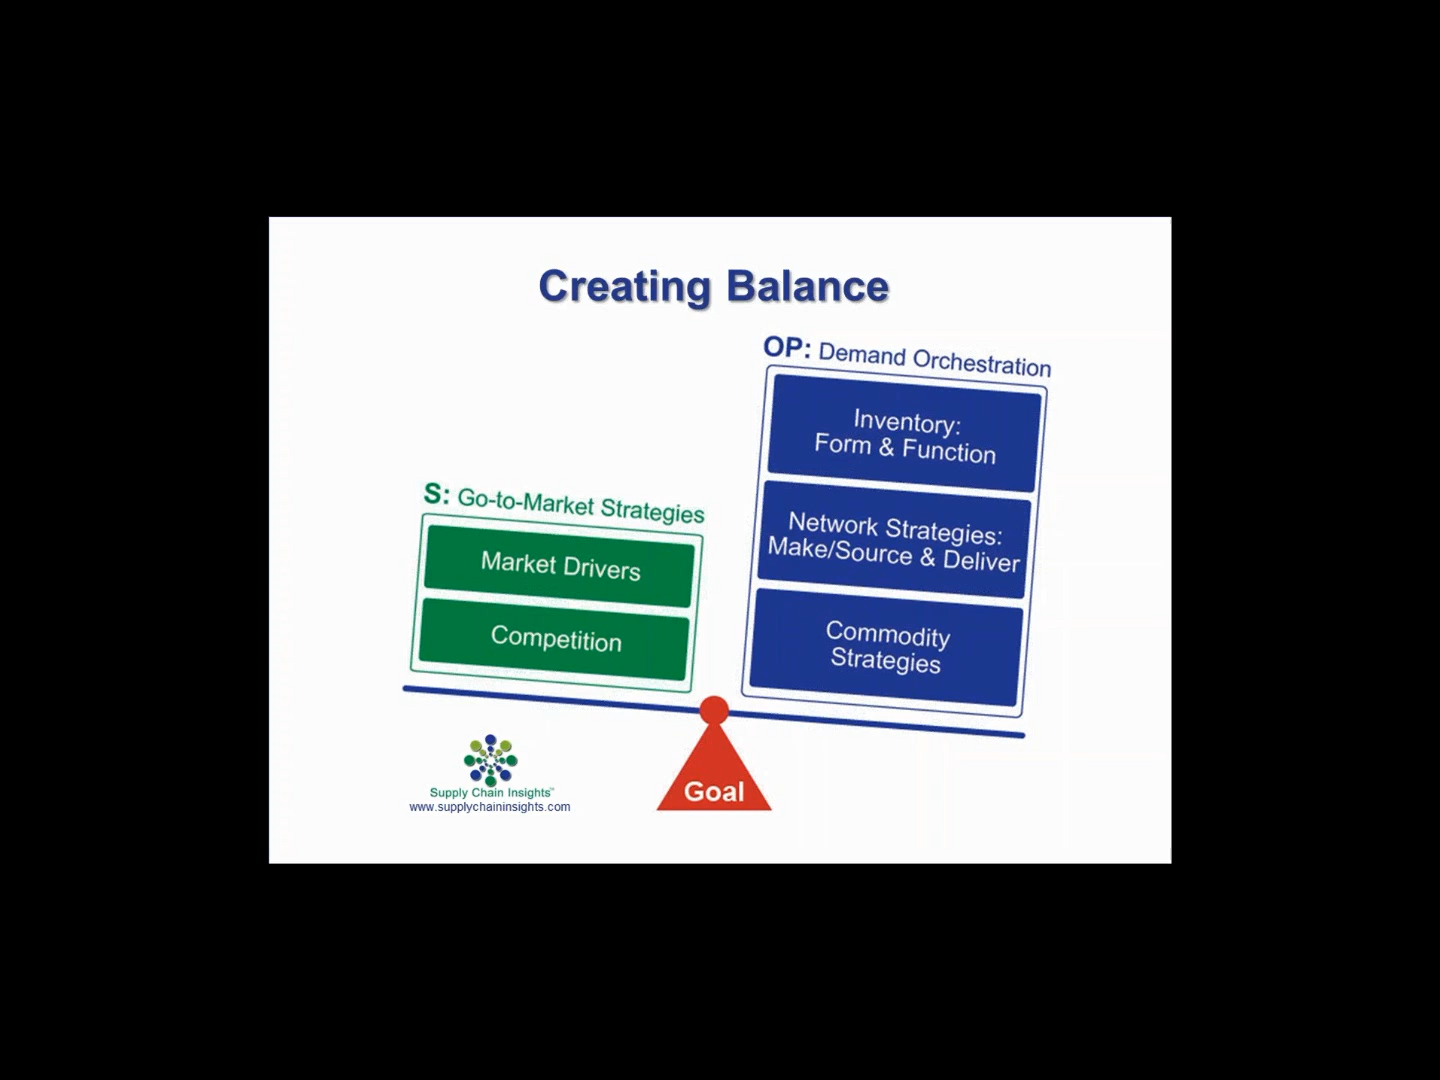 Creating Balance
OP: Demand Orchestration
Inventory:
Form & Function
Network Strategies:
Make/Source & Deliver
Commodity
Strategies
S: Go-to-Market Strategies
Market Drivers
Competition
Goal
Supply Chain Insights™
www.supplychaininsights.com